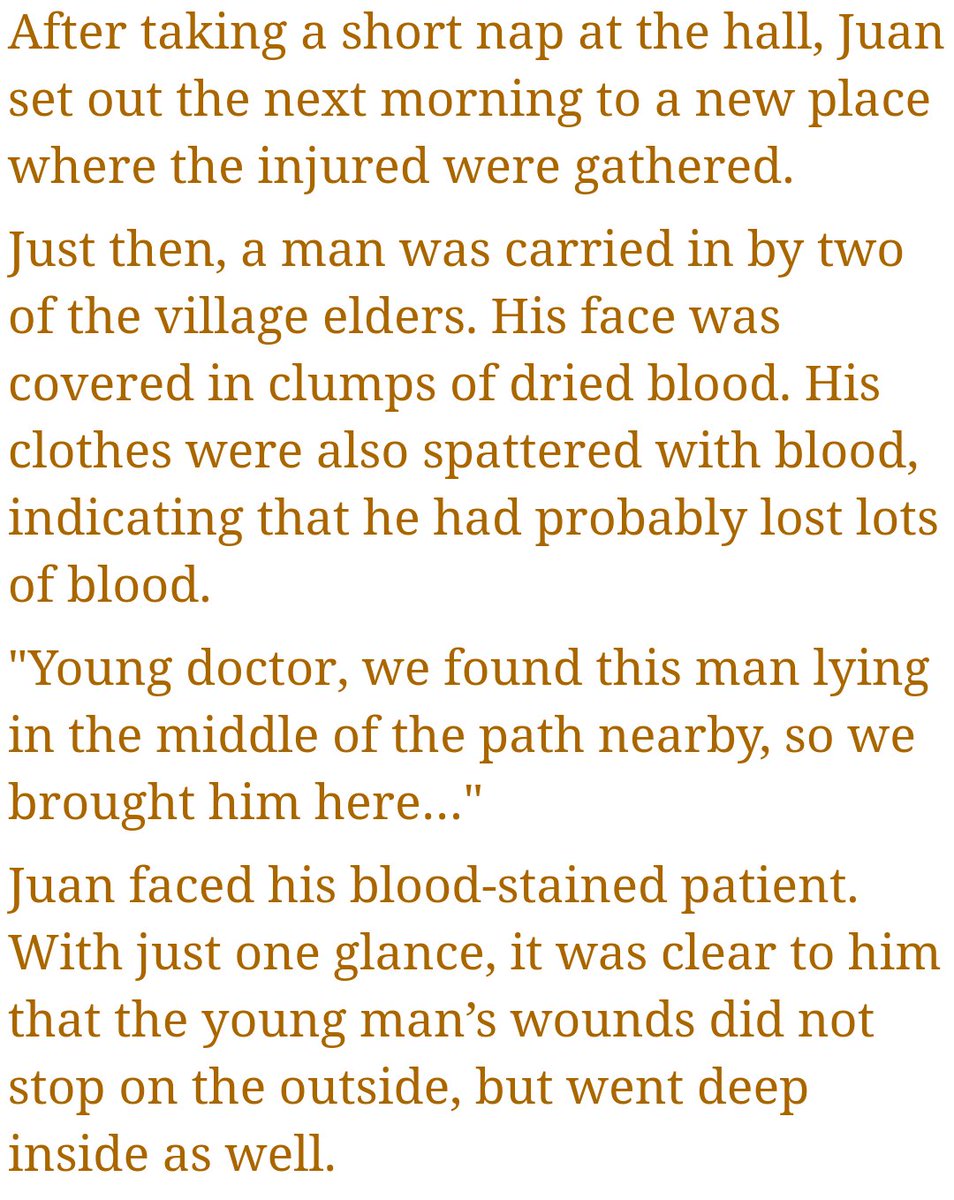 After taking a short nap at the hall, Juan
set out the next morning to a new place
where the injured were gathered.
Just then, a man was carried in by two
of the village elders. His face was
covered in clumps of dried blood. His
clothes were also spattered with blood,
indicating that he had probably lost lots
of blood.
"Young doctor, we found this man lying
in the middle of the path nearby, so we
brought him here..."
Juan faced his blood-stained patient.
With just one glance, it was clear to him
that the young man’s wounds did not
stop on the outside, but went deep
inside as well.